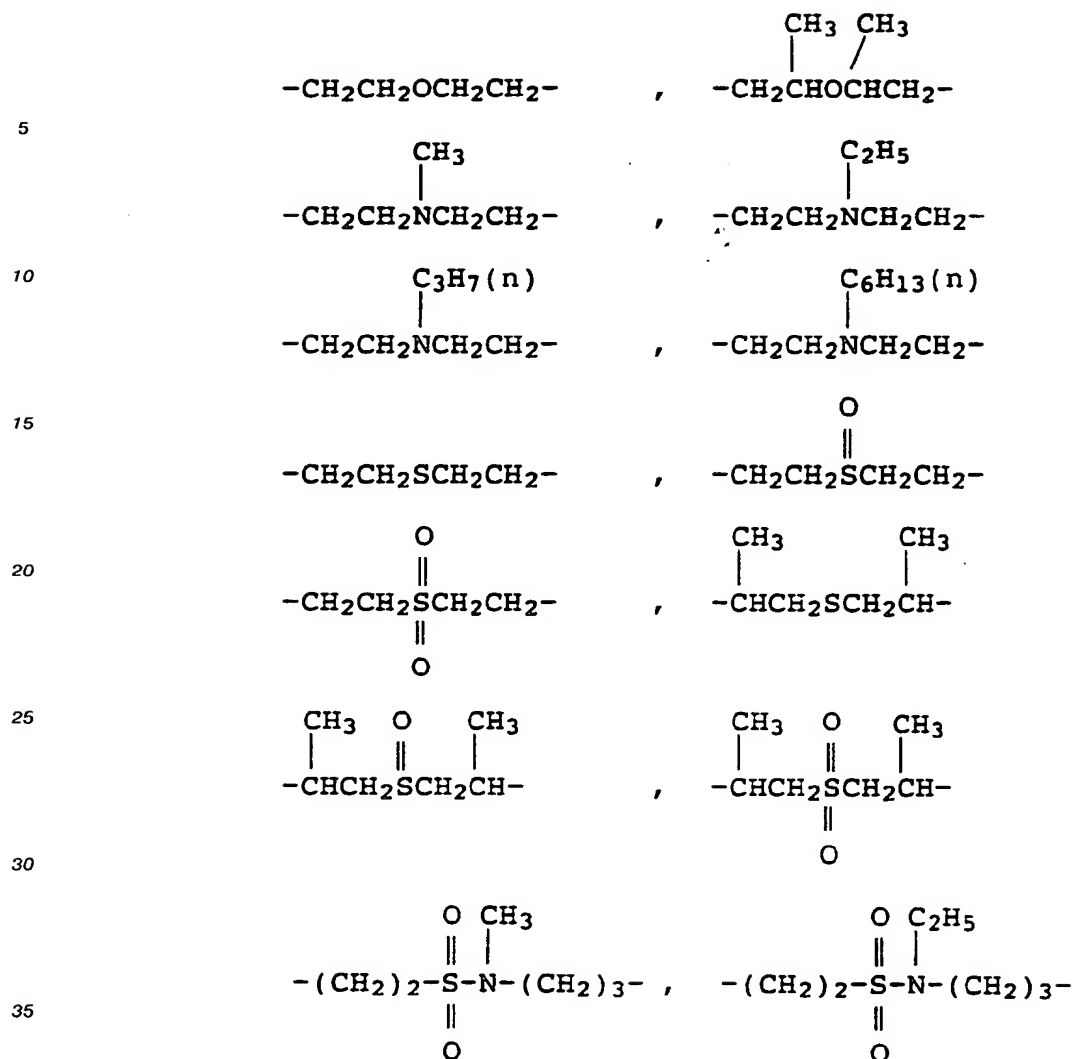 CH3 CH3
-CH2CH2OCH2CH2- , -CH2CHOCHCH2-
5
CH3 C2H5
-CH2CH2NCH2CH2- , -CH2CH2NCH2CH2-
10 C3H7(n) C6H13(n)
-CH2CH2NCH2CH2- , -CH2CH2NCH2CH2-
O
15
-CH2CH2SCH2CH2- , -CH2CH2SCH2CH2-
O CH3 CH3
20
-CH2CH2SCH2CH2- , -CHCH2SCH2CH-
O
25 CH3 O CH3 CH3 O CH3
-CHCH2SCH2CH- , -CHCH2SCH2CH-
O
30
O CH3 O C2H5
-(CH2)2-S-N-(CH2)3- , -(CH2)2-S-N-(CH2)3-
35
O O